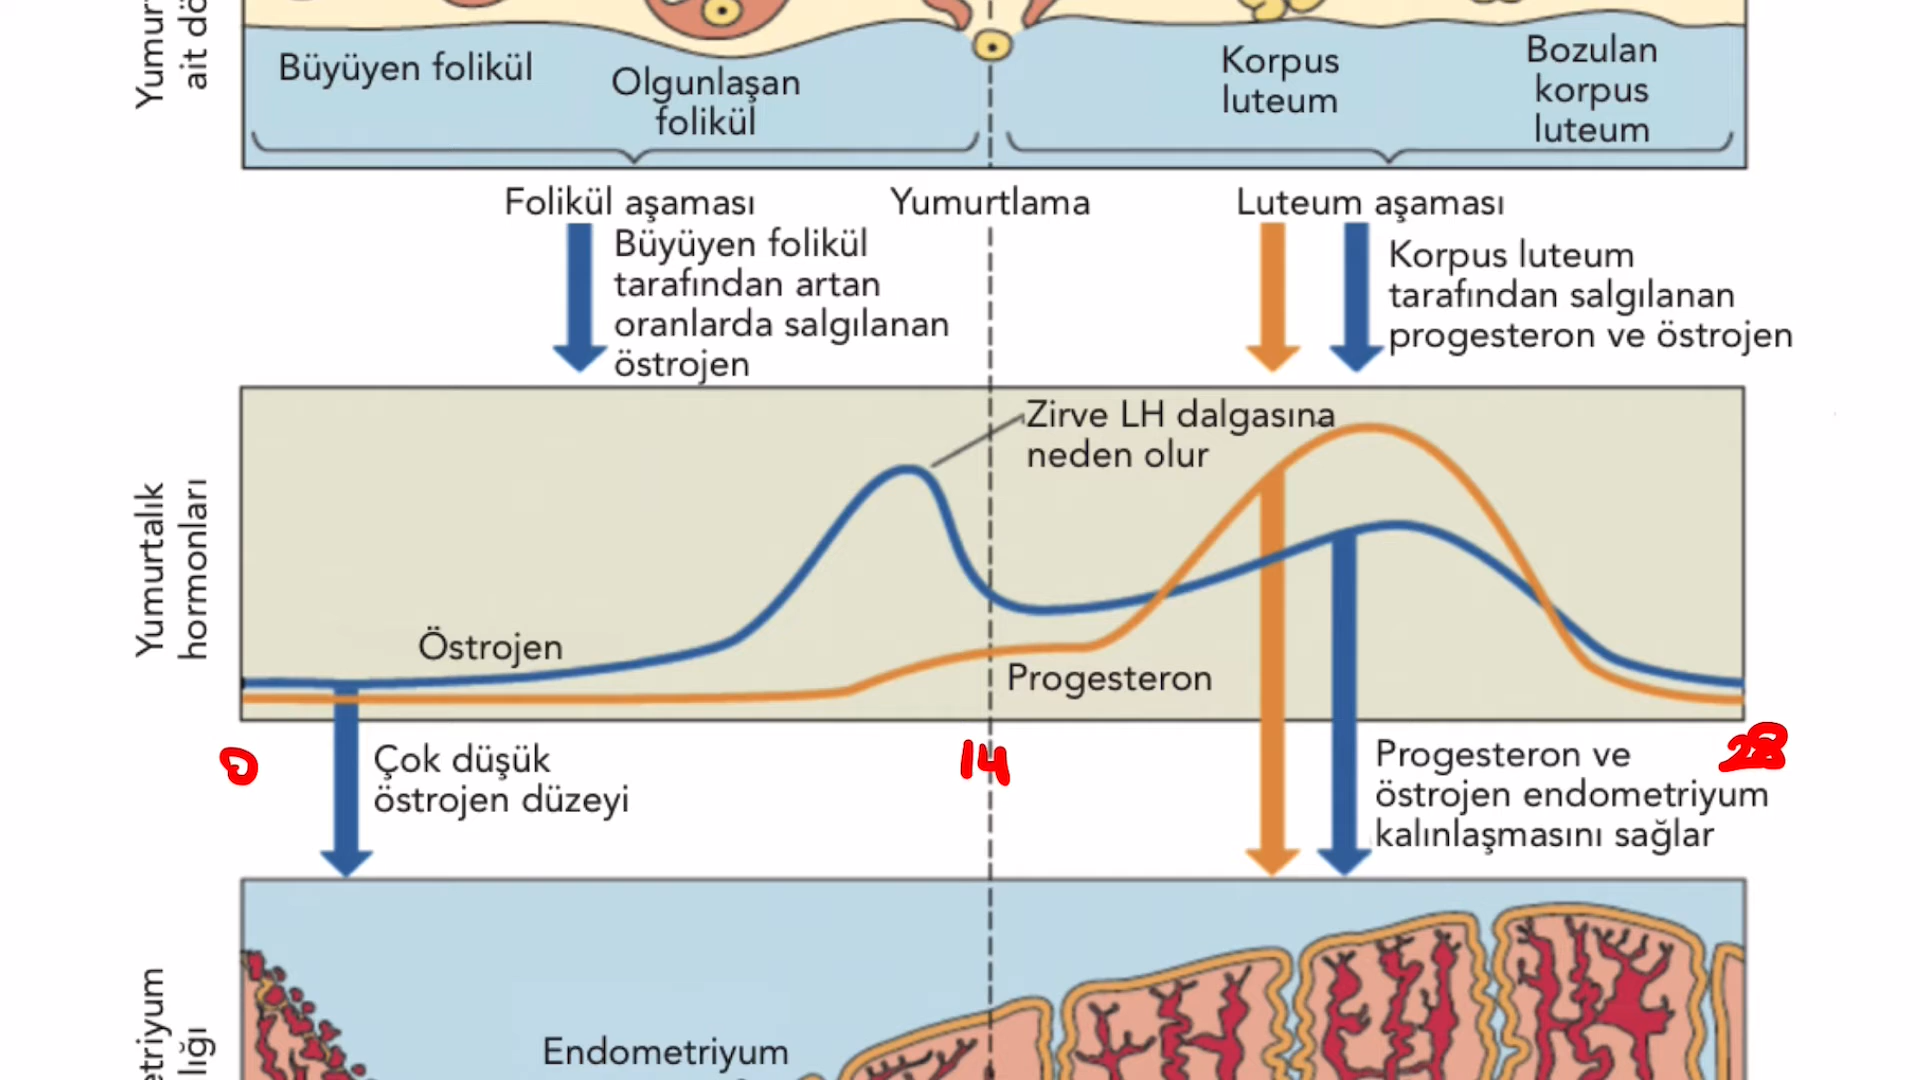 Büyüyen folikül
Olgunlaşan
folikül
Korpus
luteum
Bozulan
korpus
luteum
ait
Folikül aşaması
Yumurtlama
Luteum aşaması
Büyüyen folikül
tarafından artan
oranlarda salgılanan
östrojen
Korpus luteum
tarafından salgılanan
progesteron ve östrojen
Yumurtalık
hormonları
Zirve LH dalgasına
neden olur
Östrojen
Progesteron
0
14
28
Çok düşük
östrojen düzeyi
Progesteron ve
östrojen endometriyum
kalınlaşmasını sağlar
Endometriyum